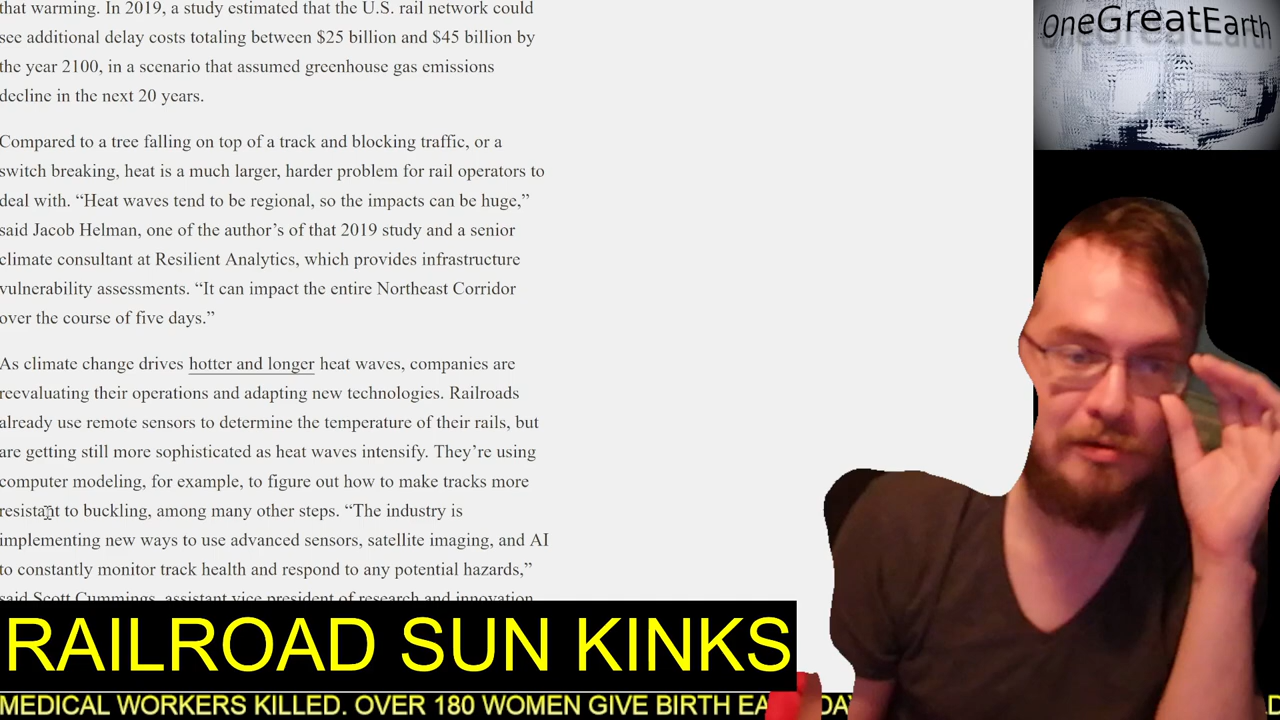 that warming. In 2019, a study estimated that the U.S. rail network could
see additional delay costs totaling between $25 billion and $45 billion by
the year 2100, in a scenario that assumed greenhouse gas emissions
decline in the next 20 years.
Compared to a tree falling on top of a track and blocking traffic, or a
switch breaking, heat is a much larger, harder problem for rail operators to
deal with. “Heat waves tend to be regional, so the impacts can be huge,”
said Jacob Helman, one of the author’s of that 2019 study and a senior
climate consultant at Resilient Analytics, which provides infrastructure
vulnerability assessments. “It can impact the entire Northeast Corridor
over the course of five days.”
As climate change drives hotter and longer heat waves, companies are
reevaluating their operations and adapting new technologies. Railroads
already use remote sensors to determine the temperature of their rails, but
are getting still more sophisticated as heat waves intensify. They’re using
computer modeling, for example, to figure out how to make tracks more
resistant to buckling, among many other steps. “The industry is
implementing new ways to use advanced sensors, satellite imaging, and AI
to constantly monitor track health and respond to any potential hazards,”
said Scott Cummings, assistant vice president of research and innovation
OneGreatEarth
RAILROAD SUN KINKS
MEDICAL WORKERS KILLED. OVER 180 WOMEN GIVE BIRTH